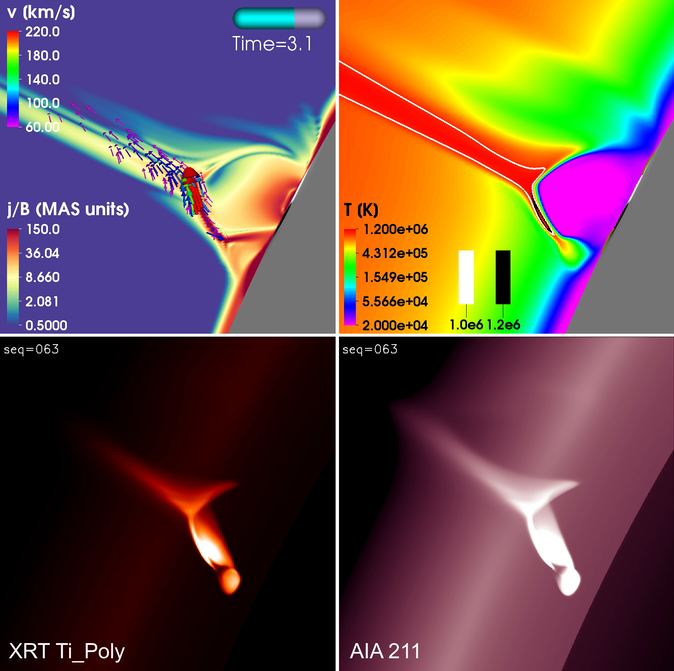 v (km/s)
220.0
180.0
140.0
100.0
60.00
Time=3.1
j/B (MAS units)
150.0
36.04
8.660
2.081
0.5000
T (K)
1.200e+06
4.312e+05
1.549e+05
5.566e+04
2.000e+04
1.0e6 1.2e6
seq=063
XRT Ti_Poly
seq=063
AIA 211